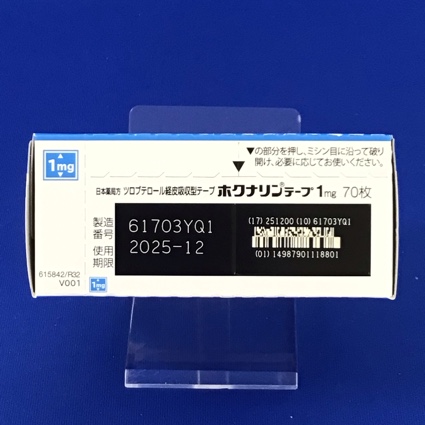 1mg
▼の部分を押し、ミシン目に沿って破り
開け、必要に応じてお使いください。
日本薬局方 ツロブテロール経皮吸収型テープ ホクナリンテープ®1mg 70枚
製造番号 61703YQ1
使用期限 2025-12
(17) 251200 (10) 61703YQ1
(01) 14987901118801
615842/R32
V001
1mg